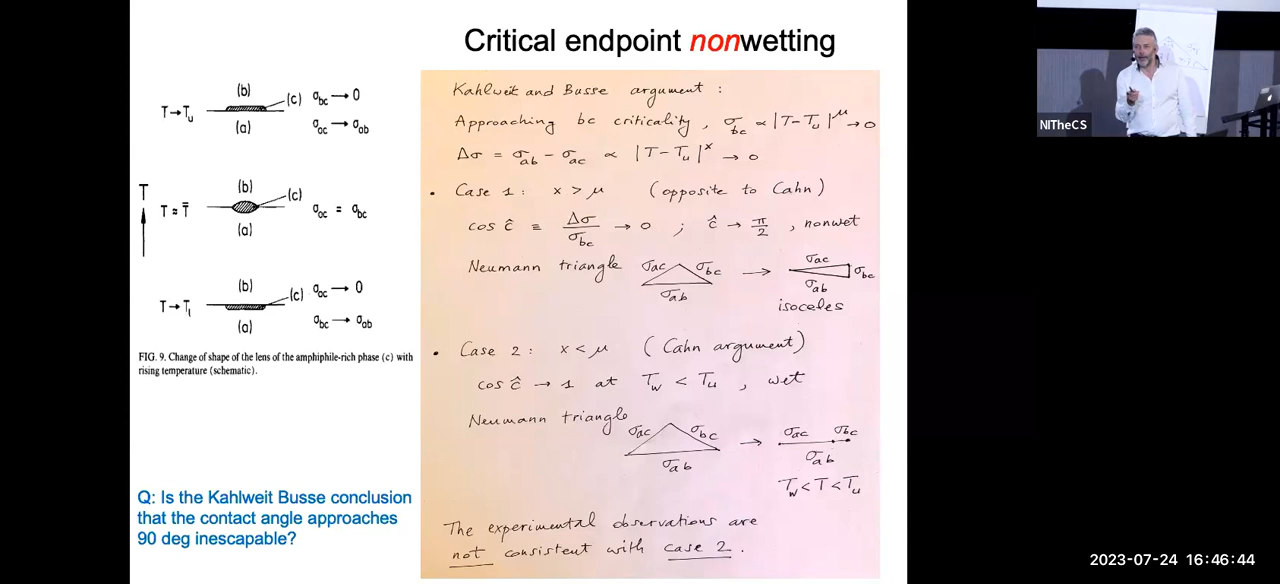 Critical endpoint nonwetting
(b)
T→Tu
(c)
σbc → 0
(a)
σac → σab
T
(b)
T ≈ T̄
(c)
σac = σbc
(a)
(b)
T→Tl
(c)
σac → 0
(a)
σbc → σab
FIG. 9. Change of shape of the lens of the amphiphile-rich phase (c) with
rising temperature (schematic).
Q: Is the Kahlweit Busse conclusion
that the contact angle approaches
90 deg inescapable?
Kahlweit and Busse argument :
Approaching bc criticality, σbc ∝ |T-Tu|^μ → 0
Δσ = σab - σac ∝ |T-Tu|^x → 0
• Case 1: x > μ (opposite to Cahn)
cos ĉ ≡ Δσ/σbc → 0 ; ĉ → π/2 , nonwet
Neumann triangle σac σbc σab → σac σbc σab
isoceles
• Case 2: x < μ (Cahn argument)
cos ĉ → 1 at Tw < Tu , wet
Neumann triangle σac σbc σab → σac σbc σab
Tw < T < Tu
The experimental observations are
not consistent with case 2.
NITheCS
2023-07-24 16:46:44